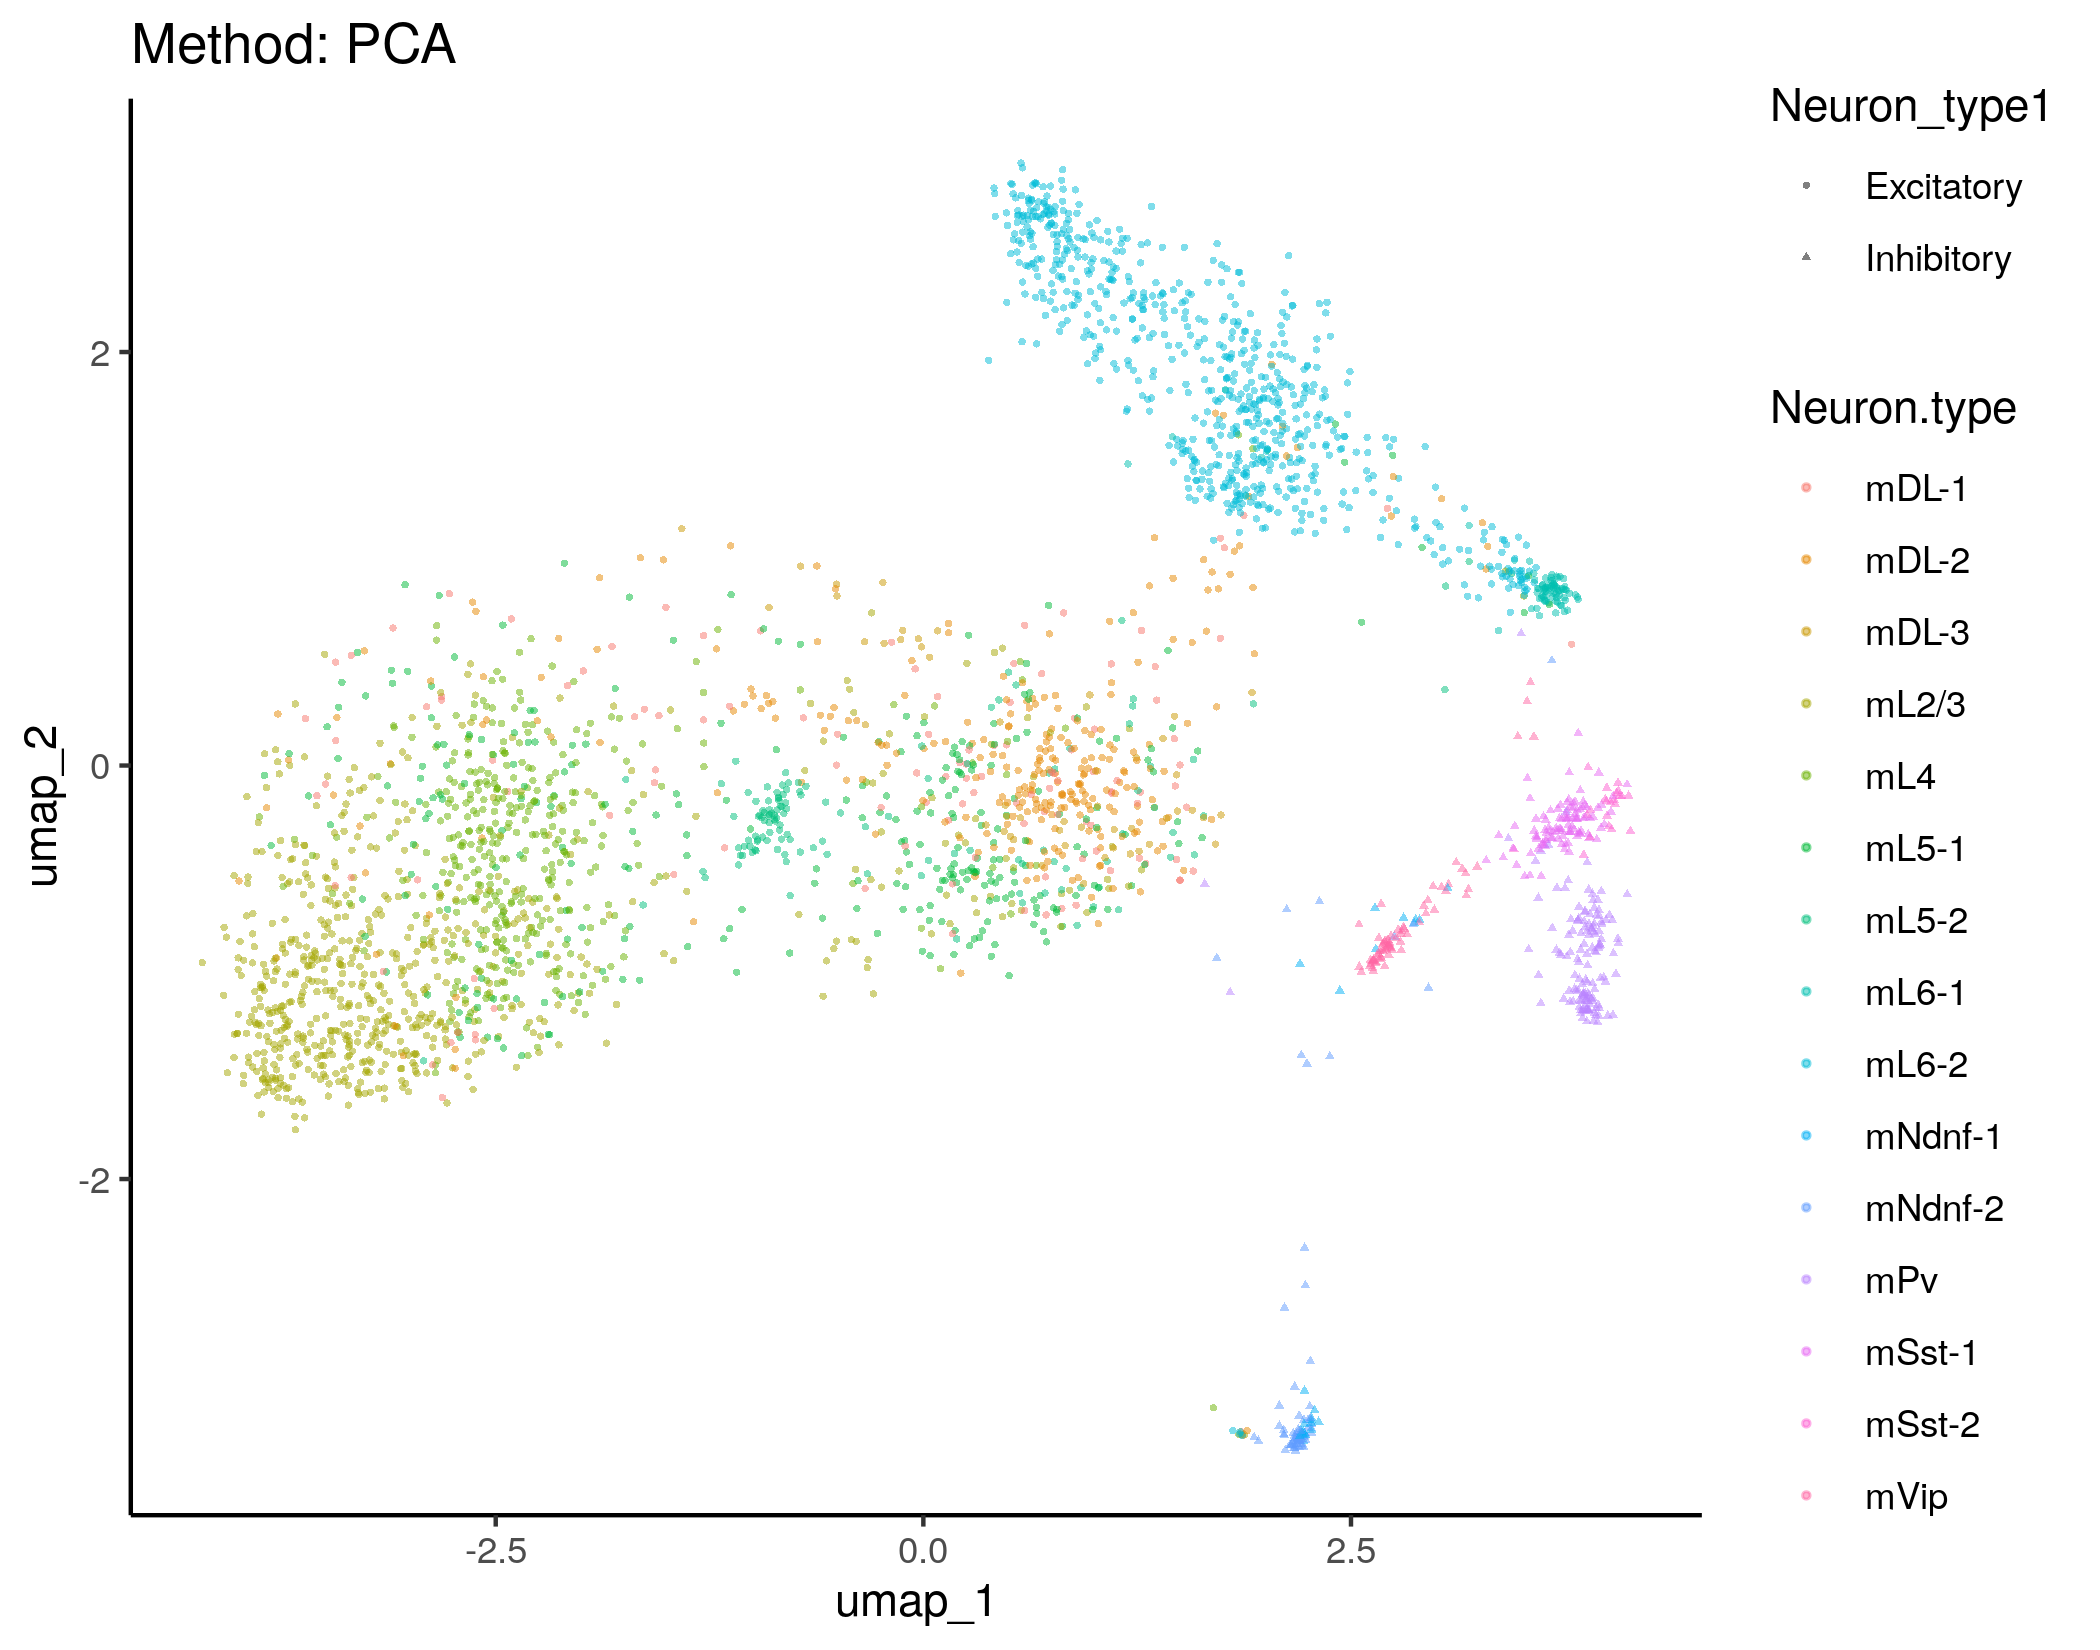 Method: PCA
umap_2
2
0
-2
-2.5
0.0
2.5
umap_1
Neuron_type1
Excitatory
Inhibitory
Neuron.type
mDL-1
mDL-2
mDL-3
mL2/3
mL4
mL5-1
mL5-2
mL6-1
mL6-2
mNdnf-1
mNdnf-2
mPv
mSst-1
mSst-2
mVip